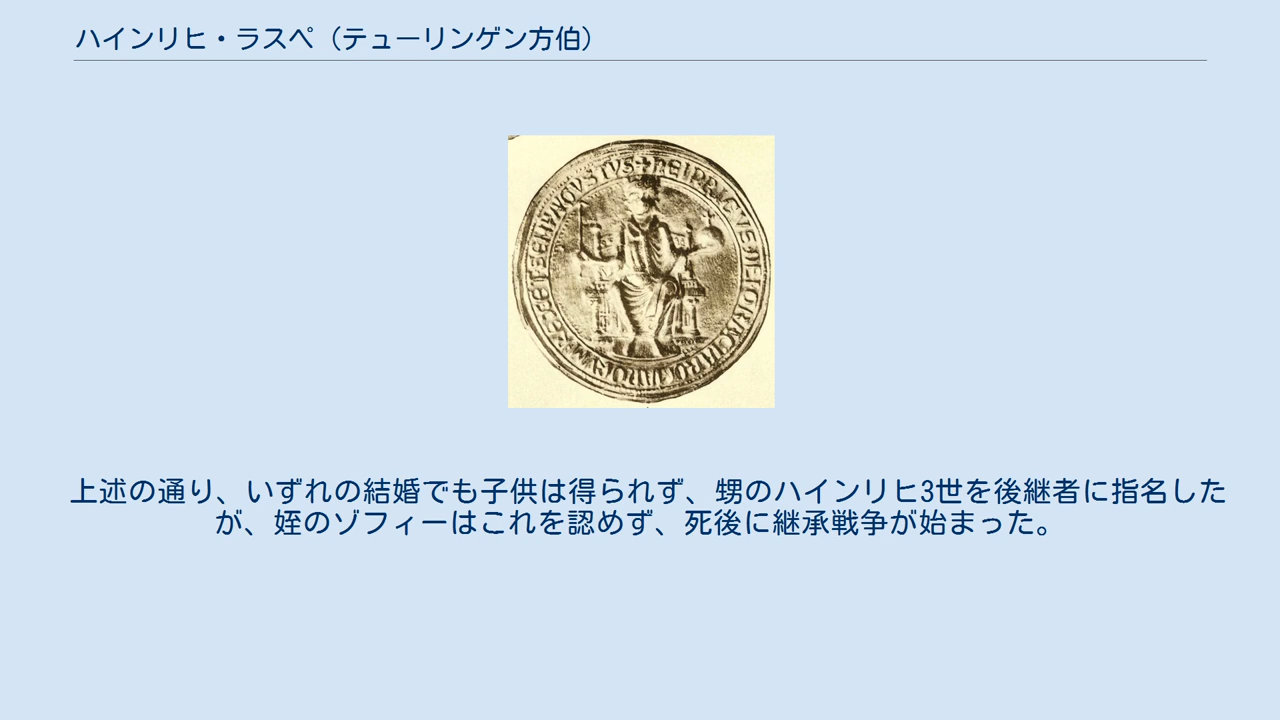 ハインリヒ・ラスペ（テューリンゲン方伯）
上述の通り、いずれの結婚でも子供は得られず、甥のハインリヒ3世を後継者に指名した
が、姪のゾフィーはこれを認めず、死後に継承戦争が始まった。